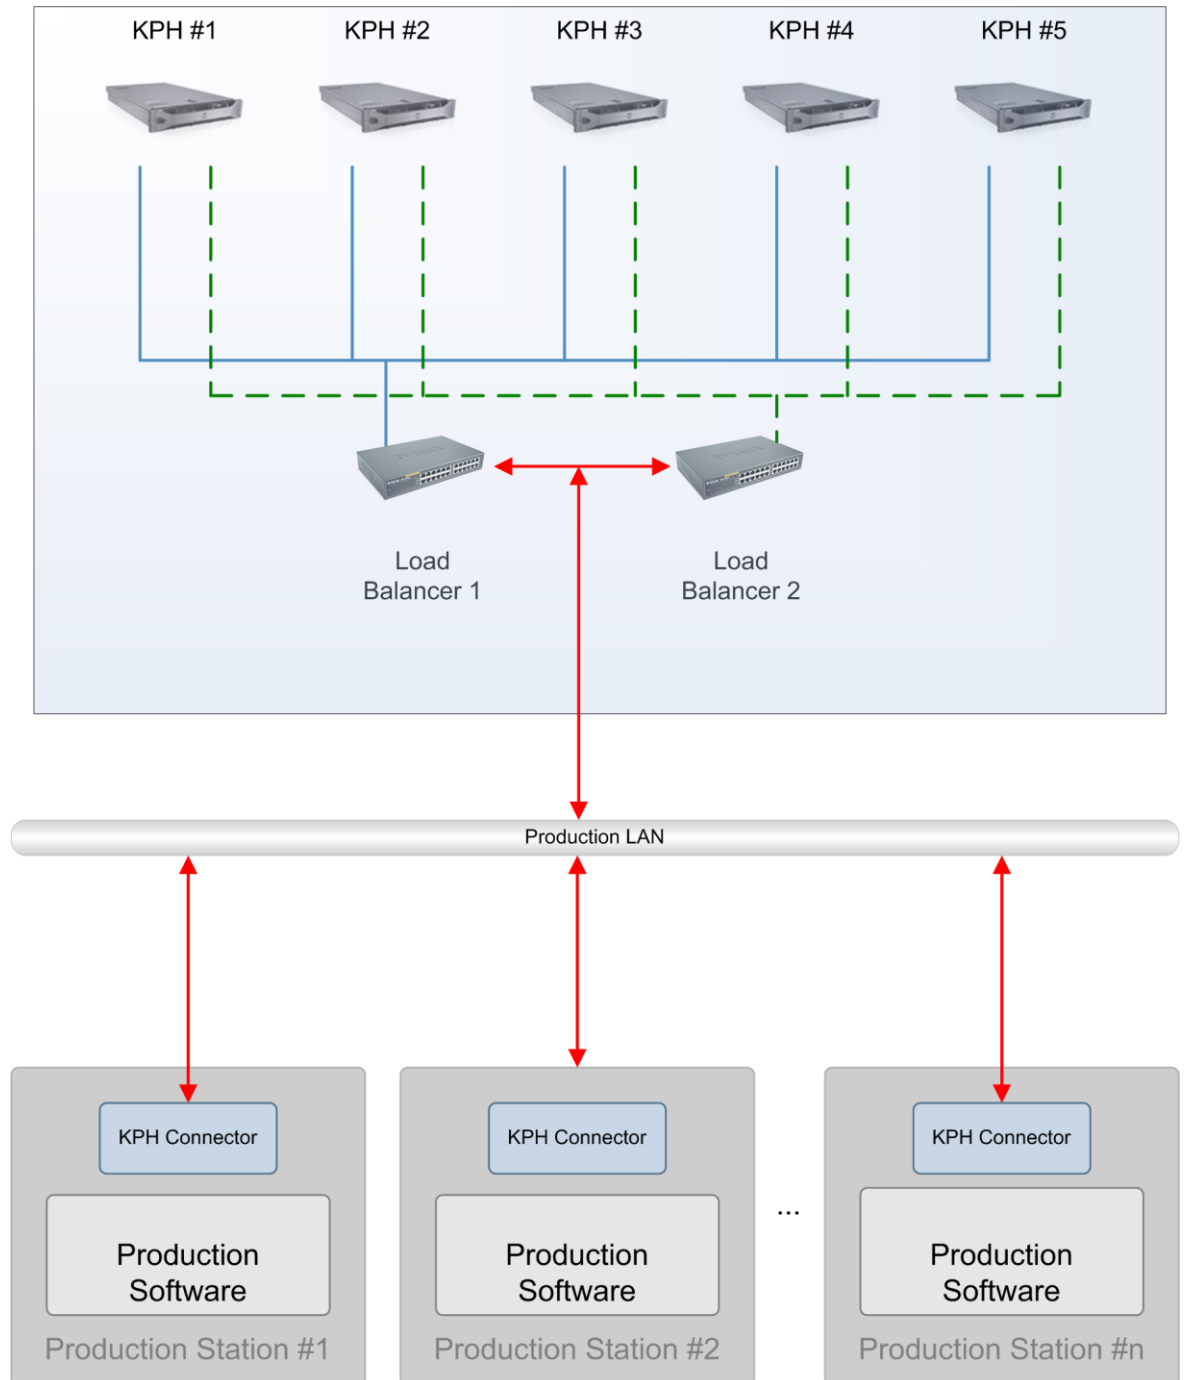 KPH #1
KPH #2
KPH #3
KPH #4
KPH #5
D-Link
Load
Balancer 1
Load
Balancer 2
Production LAN
KPH Connector
KPH Connector
KPH Connector
Production
Software
Production
Software
...
Production
Software
Production Station #1
Production Station #2
Production Station #n